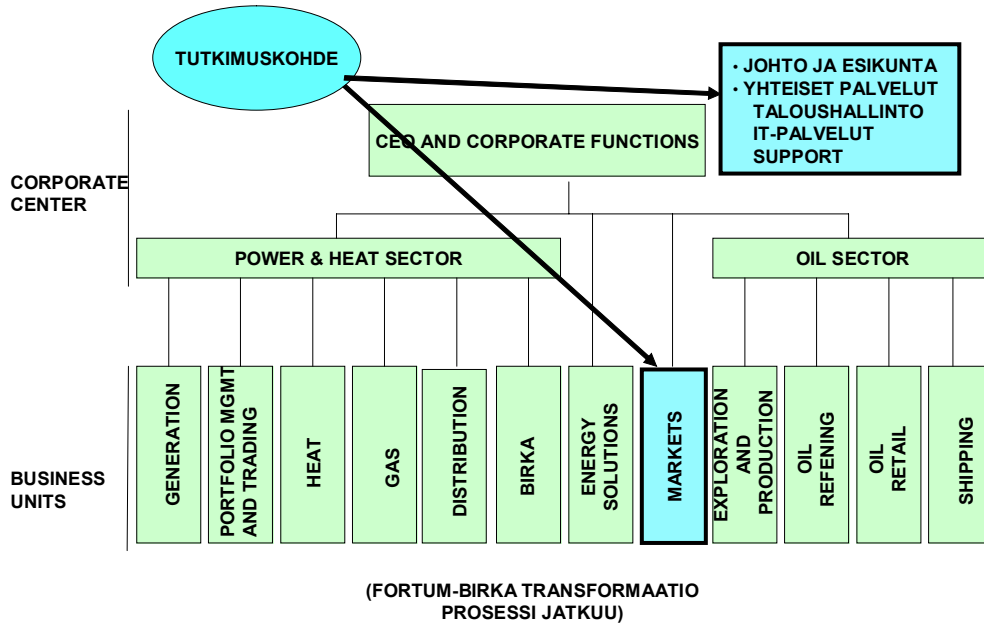 TUTKIMUSKOHDE
• JOHTO JA ESIKUNTA
• YHTEISET PALVELUT
TALOUSHALLINTO
IT-PALVELUT
SUPPORT
CEO AND CORPORATE FUNCTIONS
CORPORATE
CENTER
POWER & HEAT SECTOR
OIL SECTOR
BUSINESS
UNITS
GENERATION
PORTFOLIO MGMT
AND TRADING
HEAT
GAS
DISTRIBUTION
BIRKA
ENERGY
SOLUTIONS
MARKETS
EXPLORATION
AND
PRODUCTION
OIL
REFENING
OIL
RETAIL
SHIPPING
(FORTUM-BIRKA TRANSFORMAATIO
PROSESSI JATKUU)